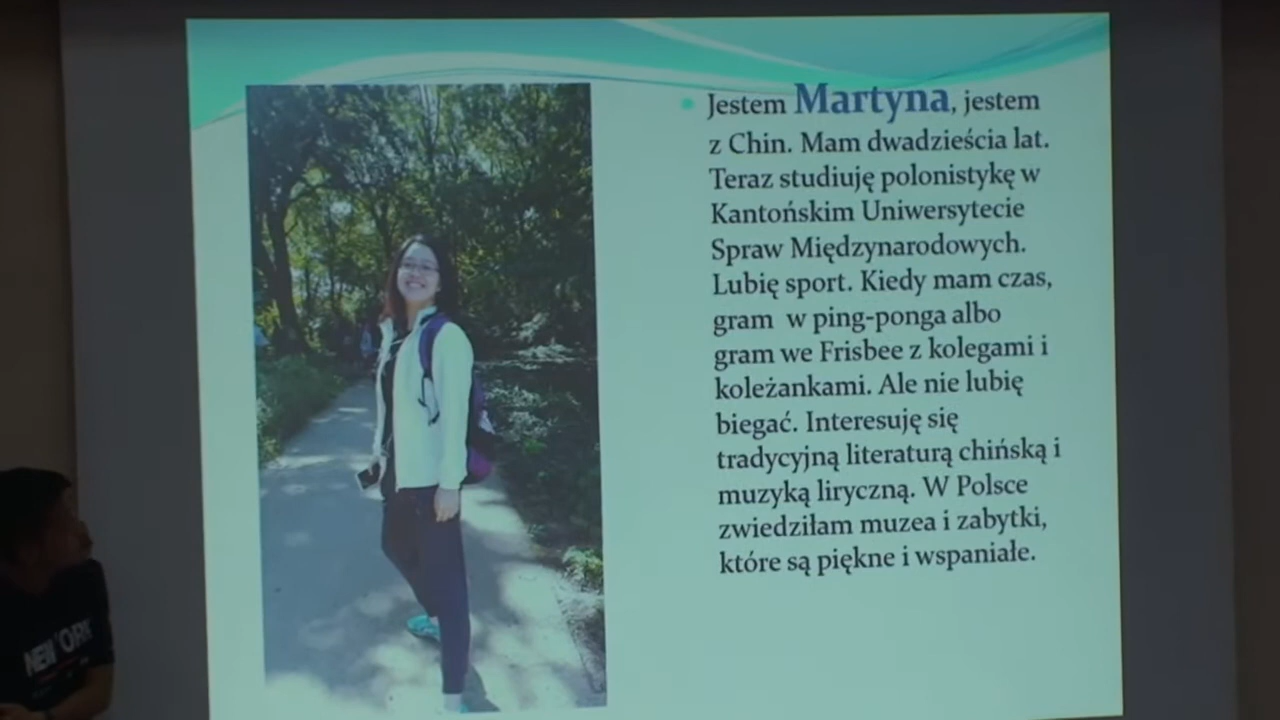 Jestem Martyna, jestem
z Chin. Mam dwadzieścia lat.
Teraz studiuję polonistykę w
Kantońskim Uniwersytecie
Spraw Międzynarodowych.
Lubię sport. Kiedy mam czas,
gram w ping-ponga albo
gram we Frisbee z kolegami i
koleżankami. Ale nie lubię
biegać. Interesuję się
tradycyjną literaturą chińską i
muzyką liryczną. W Polsce
zwiedziłam muzea i zabytki,
które są piękne i wspaniałe.
NEW YORK